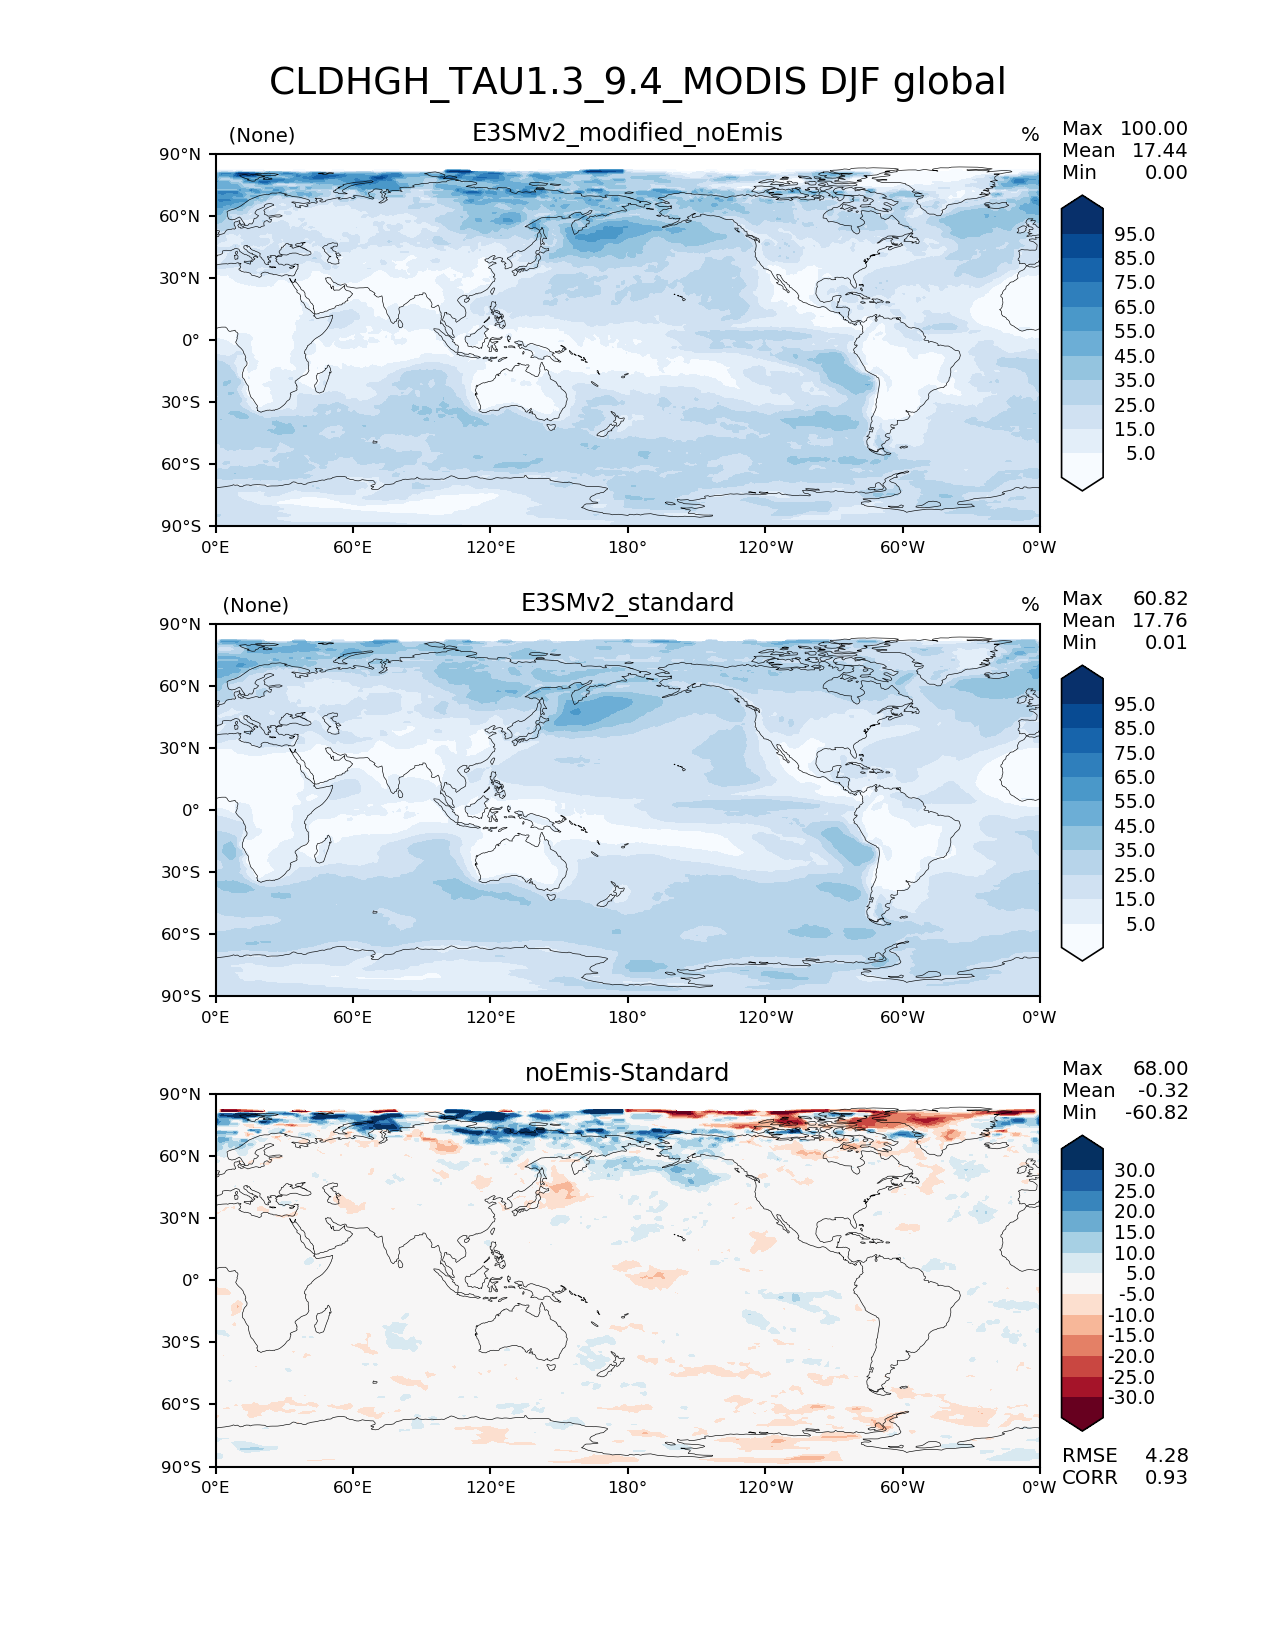 CLDHGH_TAU1.3_9.4_MODIS DJF global
(None) E3SMv2_modified_noEmis %
Max 100.00
Mean 17.44
Min 0.00
90°N
60°N
30°N
0°
30°S
60°S
90°S
0°E 60°E 120°E 180° 120°W 60°W 0°W
95.0
85.0
75.0
65.0
55.0
45.0
35.0
25.0
15.0
5.0
(None) E3SMv2_standard %
Max 60.82
Mean 17.76
Min 0.01
90°N
60°N
30°N
0°
30°S
60°S
90°S
0°E 60°E 120°E 180° 120°W 60°W 0°W
95.0
85.0
75.0
65.0
55.0
45.0
35.0
25.0
15.0
5.0
noEmis-Standard
Max 68.00
Mean -0.32
Min -60.82
90°N
60°N
30°N
0°
30°S
60°S
90°S
0°E 60°E 120°E 180° 120°W 60°W 0°W
30.0
25.0
20.0
15.0
10.0
5.0
-5.0
-10.0
-15.0
-20.0
-25.0
-30.0
RMSE 4.28
CORR 0.93